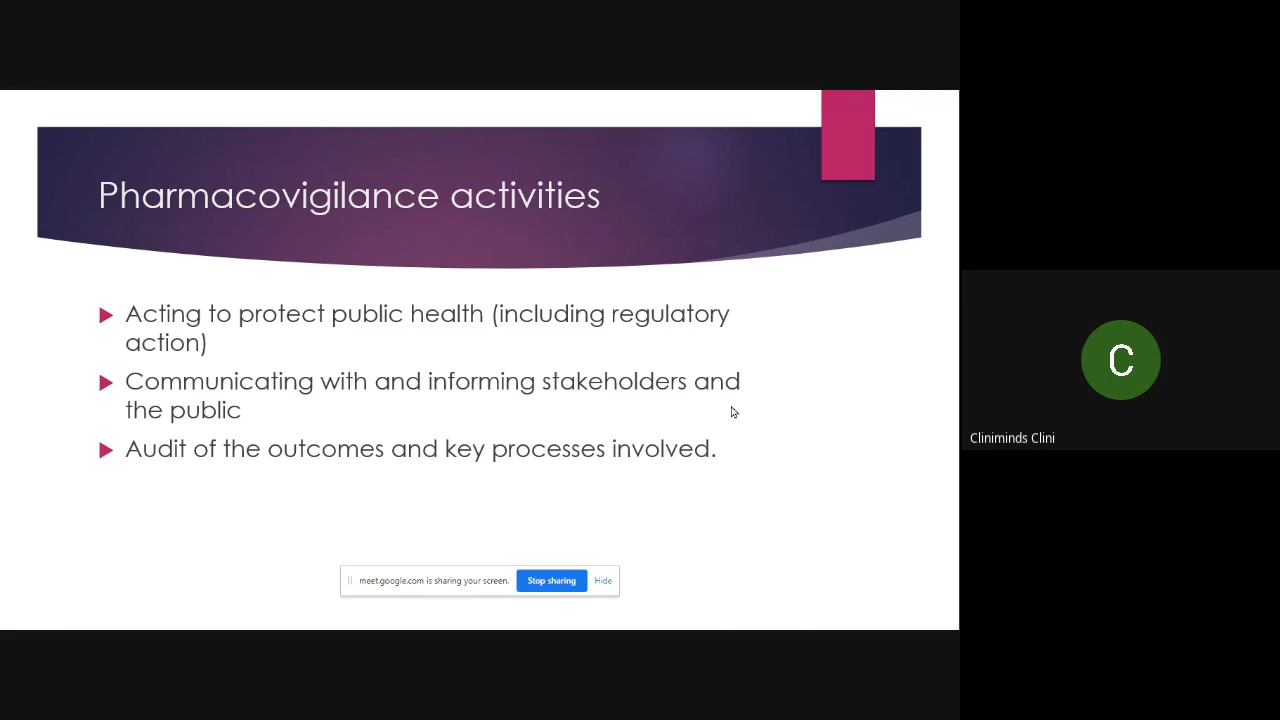 Pharmacovigilance activities
Acting to protect public health (including regulatory
action)
Communicating with and informing stakeholders and
the public
Audit of the outcomes and key processes involved.
meet.google.com is sharing your screen. Stop sharing Hide
C
Cliniminds Clini